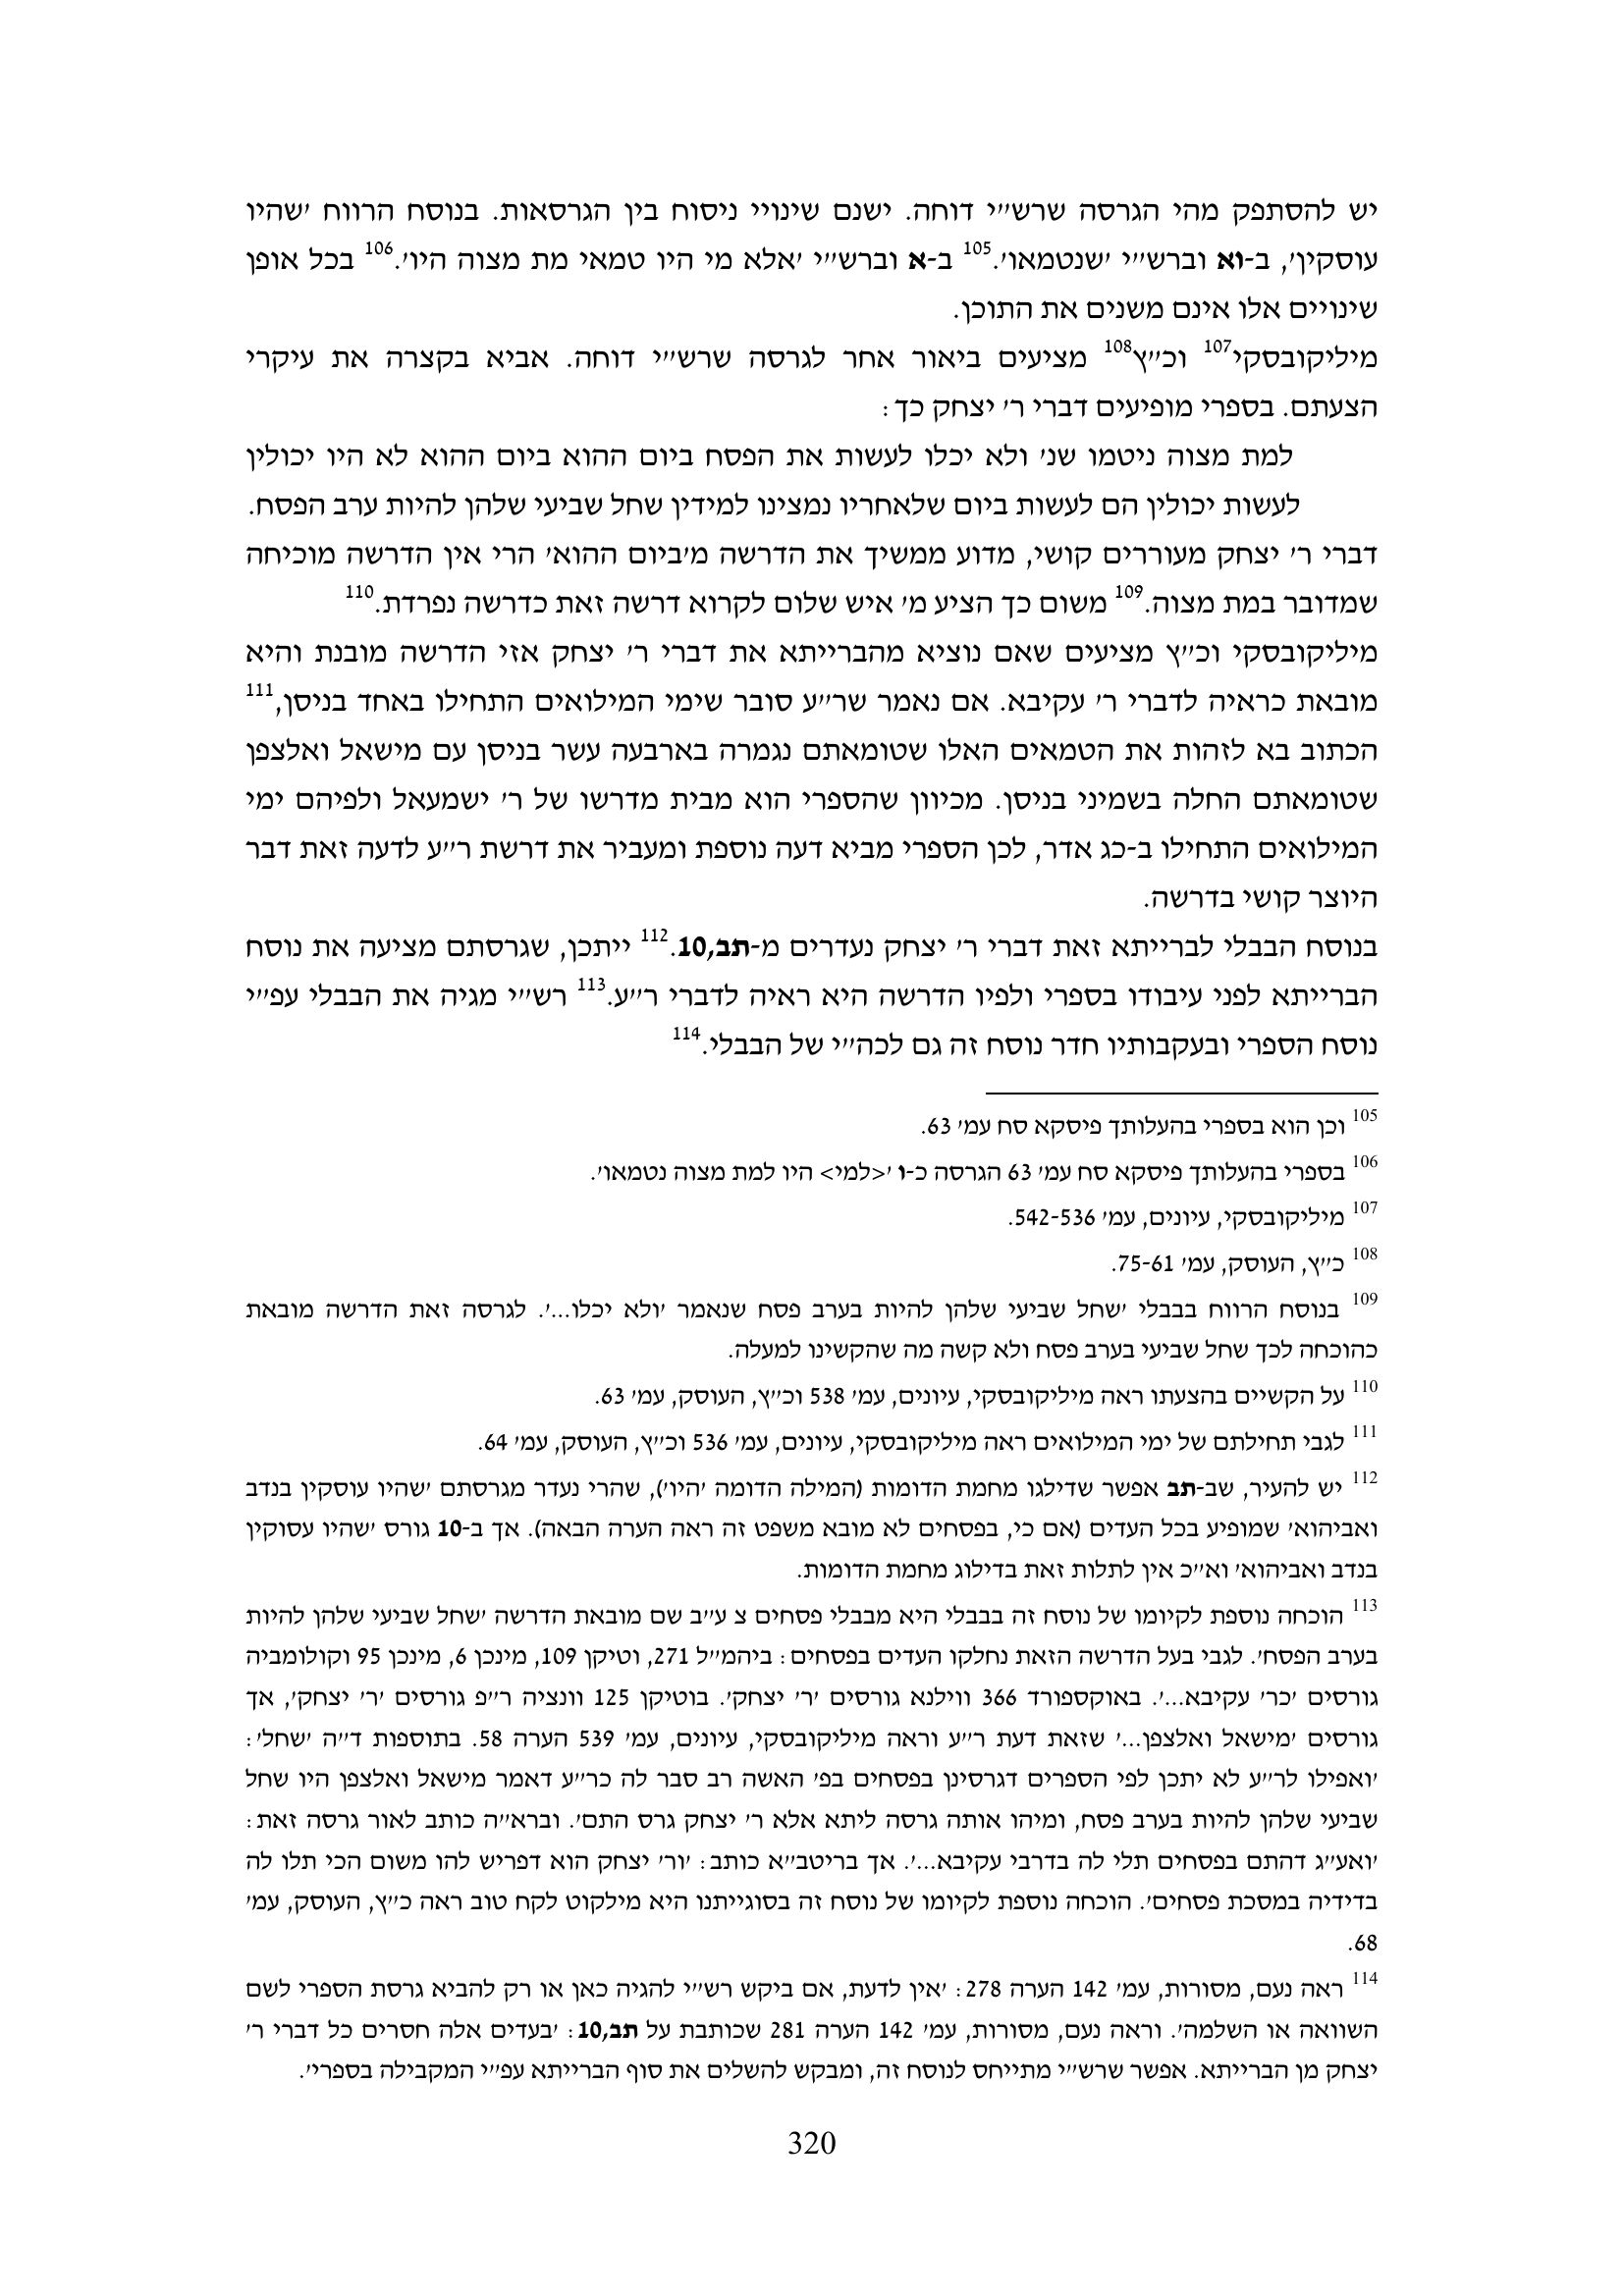 יש להסתפק מהי הגרסה שרש״י דוחה. ישנם שינויי ניסוח בין הגרסאות. בנוסח הרווח ׳שהיו
עוסקין׳, ב-וא וברש״י ׳שנטמאו׳.105 ב-א וברש״י ׳אלא מי היו טמאי מת מצוה היו׳.106 בכל אופן
שינויים אלו אינם משנים את התוכן.
מיליקובסקי107 וכ״ץ108 מציעים ביאור אחר לגרסה שרש״י דוחה. אביא בקצרה את עיקרי
הצעתם. בספרי מופיעים דברי ר׳ יצחק כך:
למת מצוה ניטמו שנ׳ ולא יכלו לעשות את הפסח ביום ההוא ביום ההוא לא היו יכולין
לעשות יכולין הם לעשות ביום שלאחריו נמצינו למידין שחל שביעי שלהן להיות ערב הפסח.
דברי ר׳ יצחק מעוררים קושי, מדוע ממשיך את הדרשה מ׳ביום ההוא׳ הרי אין הדרשה מוכיחה
שמדובר במת מצוה.109 משום כך הציע מ׳ איש שלום לקרוא דרשה זאת כדרשה נפרדת.110
מיליקובסקי וכ״ץ מציעים שאם נוציא מהברייתא את דברי ר׳ יצחק אזי הדרשה מובנת והיא
מובאת כראיה לדברי ר׳ עקיבא. אם נאמר שר״ע סובר שימי המילואים התחילו באחד בניסן,111
הכתוב בא לזהות את הטמאים האלו שטומאתם נגמרה בארבעה עשר בניסן עם מישאל ואלצפן
שטומאתם החלה בשמיני בניסן. מכיוון שהספרי הוא מבית מדרשו של ר׳ ישמעאל ולפיהם ימי
המילואים התחילו ב-כג אדר, לכן הספרי מביא דעה נוספת ומעביר את דרשת ר״ע לדעה זאת דבר
היוצר קושי בדרשה.
בנוסח הבבלי לברייתא זאת דברי ר׳ יצחק נעדרים מ-תב,10.112 ייתכן, שגרסתם מציעה את נוסח
הברייתא לפני עיבודו בספרי ולפיו הדרשה היא ראיה לדברי ר״ע.113 רש״י מגיה את הבבלי עפ״י
נוסח הספרי ובעקבותיו חדר נוסח זה גם לכה״י של הבבלי.114
105 וכן הוא בספרי בהעלותך פיסקא סח עמ׳ 63.
106 בספרי בהעלותך פיסקא סח עמ׳ 63 הגרסה כ-ו ׳<למי> היו למת מצוה נטמאו׳.
107 מיליקובסקי, עיונים, עמ׳ 542-536.
108 כ״ץ, העוסק, עמ׳ 75-61.
109 בנוסח הרווח בבבלי ׳שחל שביעי שלהן להיות בערב פסח שנאמר ׳ולא יכלו...׳. לגרסה זאת הדרשה מובאת
כהוכחה לכך שחל שביעי בערב פסח ולא קשה מה שהקשינו למעלה.
110 על הקשיים בהצעתו ראה מיליקובסקי, עיונים, עמ׳ 538 וכ״ץ, העוסק, עמ׳ 63.
111 לגבי תחילתם של ימי המילואים ראה מיליקובסקי, עיונים, עמ׳ 536 וכ״ץ, העוסק, עמ׳ 64.
112 יש להעיר, שב-תב אפשר שדילגו מחמת הדומות (המילה הדומה ׳היו׳), שהרי נעדר מגרסתם ׳שהיו עוסקין בנדב
ואביהוא׳ שמופיע בכל העדים (אם כי, בפסחים לא מובא משפט זה ראה הערה הבאה). אך ב-10 גורס ׳שהיו עסוקין
בנדב ואביהוא׳ וא״כ אין לתלות זאת בדילוג מחמת הדומות.
113 הוכחה נוספת לקיומו של נוסח זה בבבלי היא מבבלי פסחים צ ע״ב שם מובאת הדרשה ׳שחל שביעי שלהן להיות
בערב הפסח׳. לגבי בעל הדרשה הזאת נחלקו העדים בפסחים: ביהמ״ל 271, וטיקן 109, מינכן 6, מינכן 95 וקולומביה
גורסים ׳כר׳ עקיבא...׳. באוקספורד 366 ווילנא גורסים ׳ר׳ יצחק׳. בוטיקן 125 וונציה ר״פ גורסים ׳ר׳ יצחק׳, אך
גורסים ׳מישאל ואלצפן...׳ שזאת דעת ר״ע וראה מיליקובסקי, עיונים, עמ׳ 539 הערה 58. בתוספות ד״ה ׳שחל׳:
׳ואפילו לר״ע לא יתכן לפי הספרים דגרסינן בפסחים בפ׳ האשה רב סבר לה כר״ע דאמר מישאל ואלצפן היו שחל
שביעי שלהן להיות בערב פסח, ומיהו אותה גרסה ליתא אלא ר׳ יצחק גרס התם׳. ובראה״ה כותב לאור גרסה זאת:
׳ואע״ג דהתם בפסחים תלי לה בדרבי עקיבא...׳. אך בריטב״א כותב: ׳ור׳ יצחק הוא דפריש להו משום הכי תלו לה
בדידיה במסכת פסחים׳. הוכחה נוספת לקיומו של נוסח זה בסוגייתנו היא מילקוט לקח טוב ראה כ״ץ, העוסק, עמ׳
68.
114 ראה נעם, מסורות, עמ׳ 142 הערה 278: ׳אין לדעת, אם ביקש רש״י להגיה כאן או רק להביא גרסת הספרי לשם
השוואה או השלמה׳. וראה נעם, מסורות, עמ׳ 142 הערה 281 שכותבת על תב,10: ׳בעדים אלה חסרים כל דברי ר׳
יצחק מן הברייתא. אפשר שרש״י מתייחס לנוסח זה, ומבקש להשלים את סוף הברייתא עפ״י המקבילה בספרי׳.
320